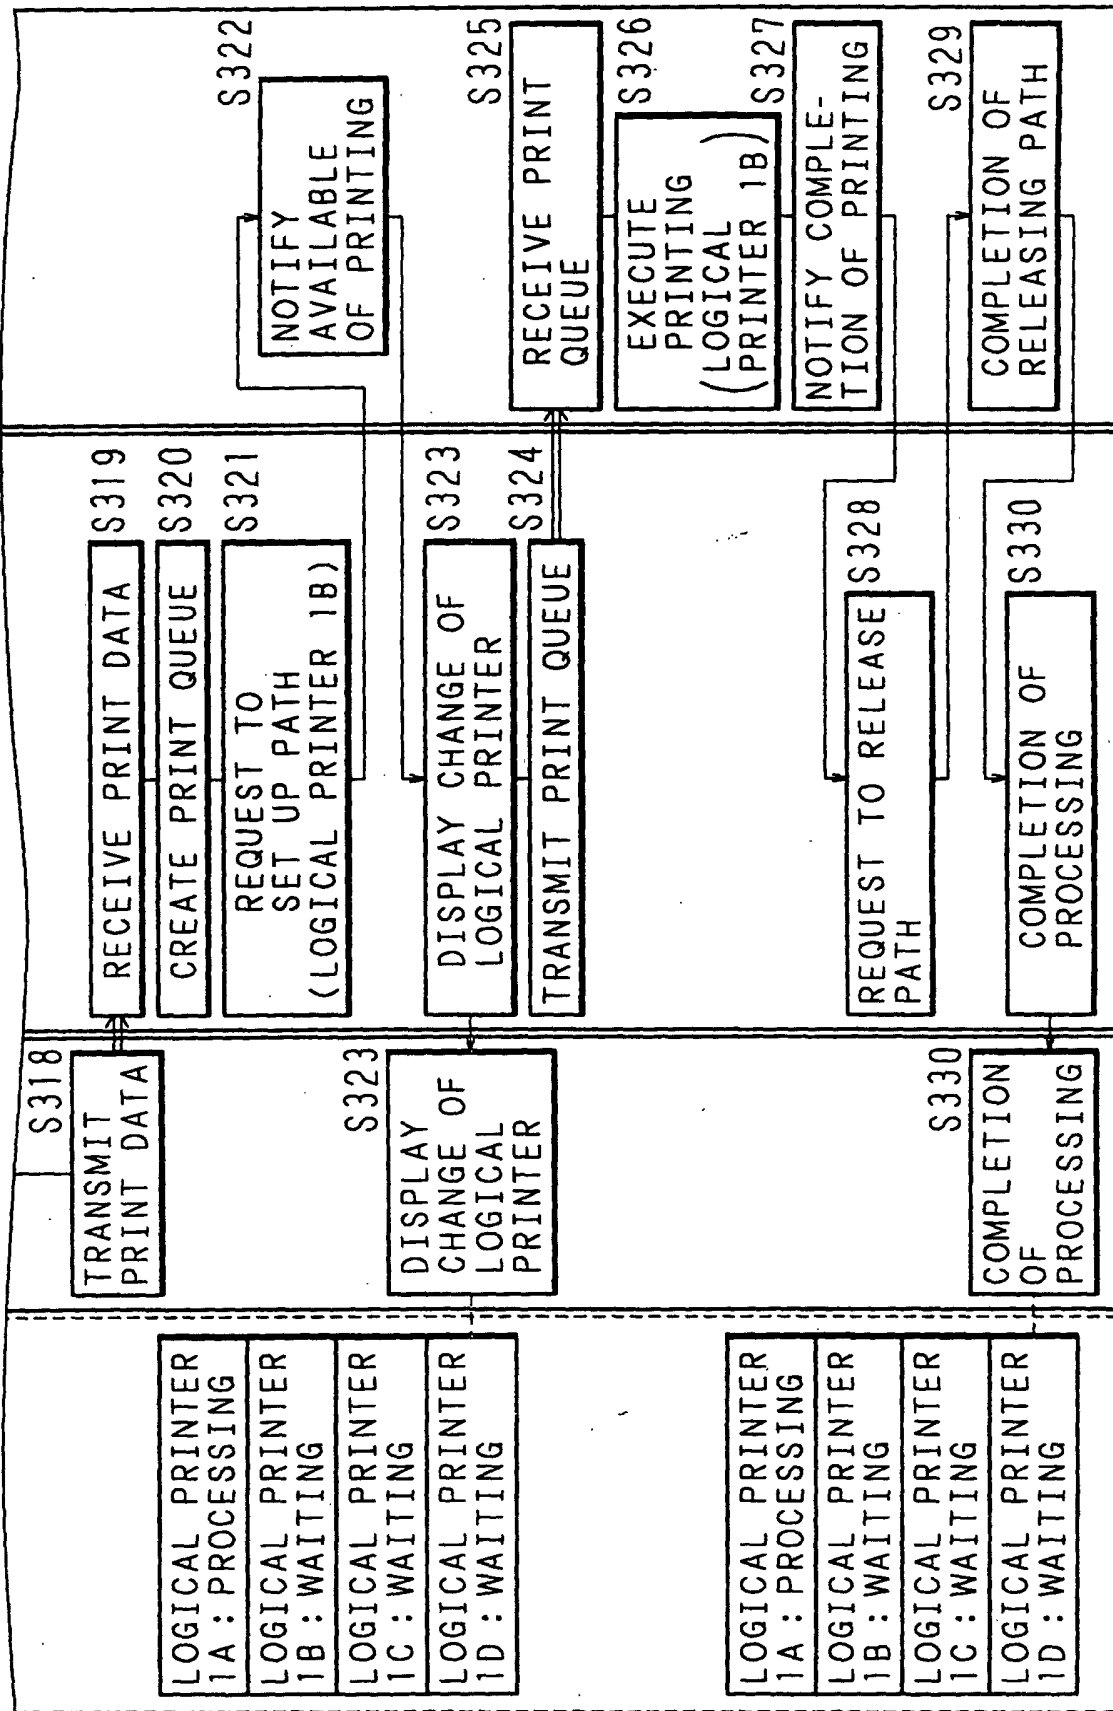 LOGICAL PRINTER
1A : PROCESSING
LOGICAL PRINTER
1B : WAITING
LOGICAL PRINTER
1C : WAITING
LOGICAL PRINTER
1D : WAITING
LOGICAL PRINTER
1A : PROCESSING
LOGICAL PRINTER
1B : WAITING
LOGICAL PRINTER
1C : WAITING
LOGICAL PRINTER
1D : WAITING
S318
TRANSMIT
PRINT DATA
S323
DISPLAY
CHANGE OF
LOGICAL
PRINTER
S330
COMPLETION
OF
PROCESSING
S319
RECEIVE PRINT DATA
S320
CREATE PRINT QUEUE
S321
REQUEST TO
SET UP PATH
(LOGICAL PRINTER 1B)
S323
DISPLAY CHANGE OF
LOGICAL PRINTER
S324
TRANSMIT PRINT QUEUE
S328
REQUEST TO RELEASE
PATH
S330
COMPLETION OF
PROCESSING
S322
NOTIFY
AVAILABLE
OF PRINTING
S325
RECEIVE PRINT
QUEUE
S326
EXECUTE
PRINTING
(LOGICAL
PRINTER 1B)
S327
NOTIFY COMPLE-
TION OF PRINTING
S329
COMPLETION OF
RELEASING PATH